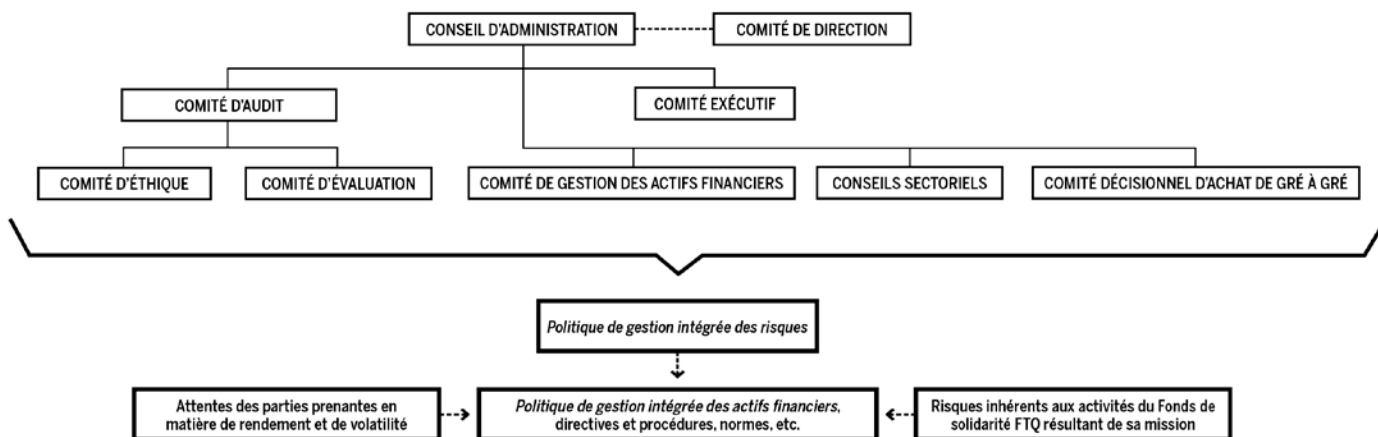 CONSEIL D'ADMINISTRATION
COMITÉ DE DIRECTION
COMITÉ D'AUDIT
COMITÉ EXÉCUTIF
COMITÉ D'ÉTHIQUE
COMITÉ D'ÉVALUATION
COMITÉ DE GESTION DES ACTIFS FINANCIERS
CONSEILS SECTORIELS
COMITÉ DÉCISIONNEL D'ACHAT DE GRÉ À GRÉ
Politique de gestion intégrée des risques
Attentes des parties prenantes en
matière de rendement et de volatilité
Politique de gestion intégrée des actifs financiers,
directives et procédures, normes, etc.
Risques inhérents aux activités du Fonds de
solidarité FTQ résultant de sa mission